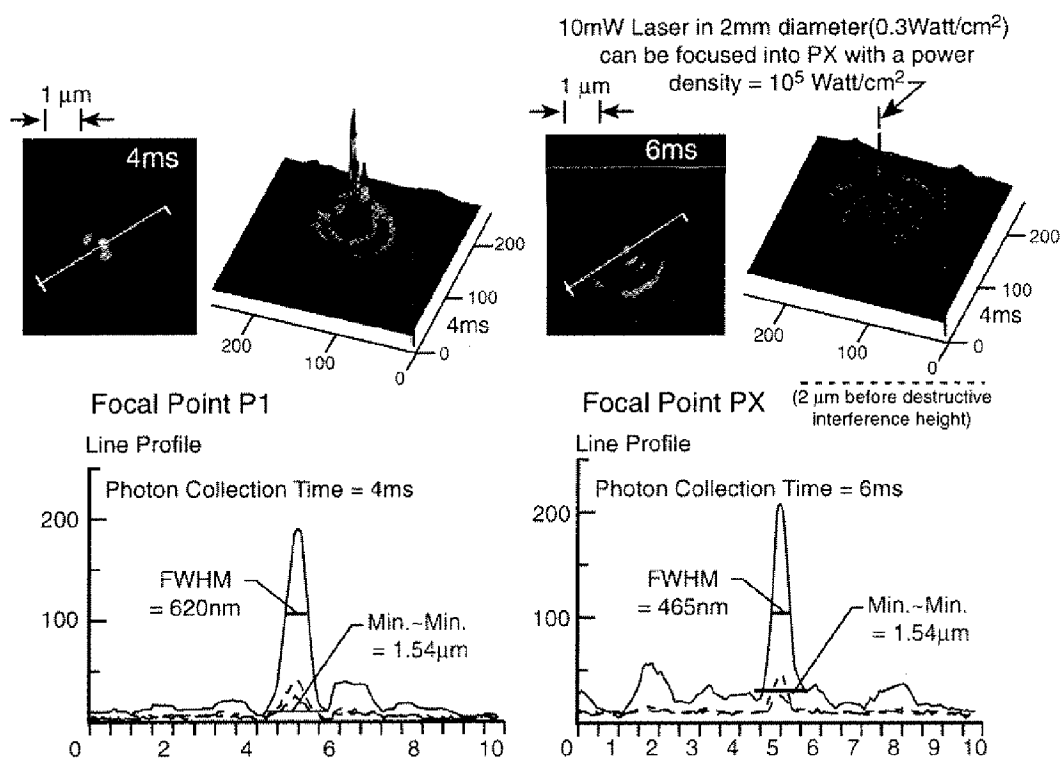 10mW Laser in 2mm diameter(0.3Watt/cm²)
can be focused into PX with a power
density = 10⁵ Watt/cm²
1 μm
4ms
200
100
0
4ms
200
100
0
1 μm
6ms
200
100
0
4ms
200
100
0
Focal Point P1
Line Profile
Photon Collection Time = 4ms
200
100
FWHM
= 620nm
Min.~Min.
= 1.54μm
0 1 2 3 4 5 6 7 8 9 10
Focal Point PX
(2 μm before destructive
interference height)
Line Profile
Photon Collection Time = 6ms
200
100
FWHM
= 465nm
Min.~Min.
= 1.54μm
0 1 2 3 4 5 6 7 8 9 10